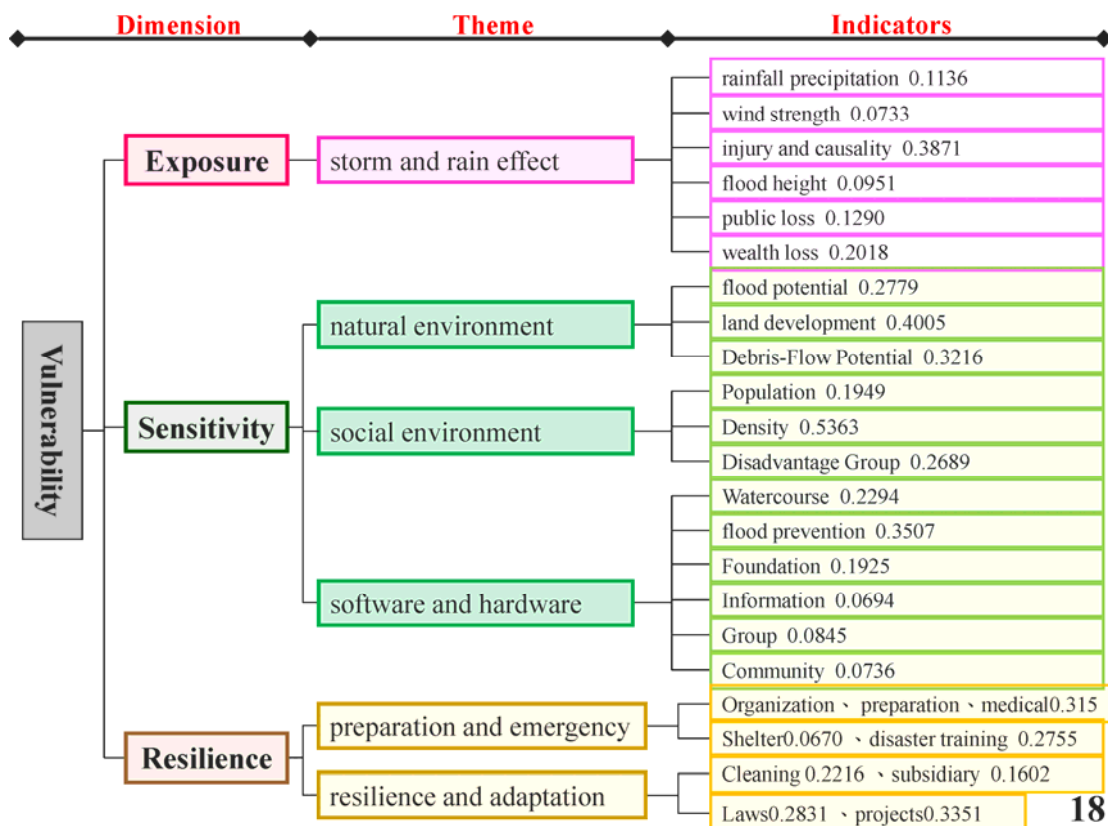 Dimension Theme Indicators
Vulnerability
Exposure
storm and rain effect
rainfall precipitation 0.1136
wind strength 0.0733
injury and causality 0.3871
flood height 0.0951
public loss 0.1290
wealth loss 0.2018
Sensitivity
natural environment
flood potential 0.2779
land development 0.4005
Debris-Flow Potential 0.3216
social environment
Population 0.1949
Density 0.5363
Disadvantage Group 0.2689
software and hardware
Watercourse 0.2294
flood prevention 0.3507
Foundation 0.1925
Information 0.0694
Group 0.0845
Community 0.0736
Resilience
preparation and emergency
Organization、preparation、medical0.315
Shelter0.0670、disaster training 0.2755
resilience and adaptation
Cleaning 0.2216、subsidiary 0.1602
Laws0.2831、projects0.3351
18